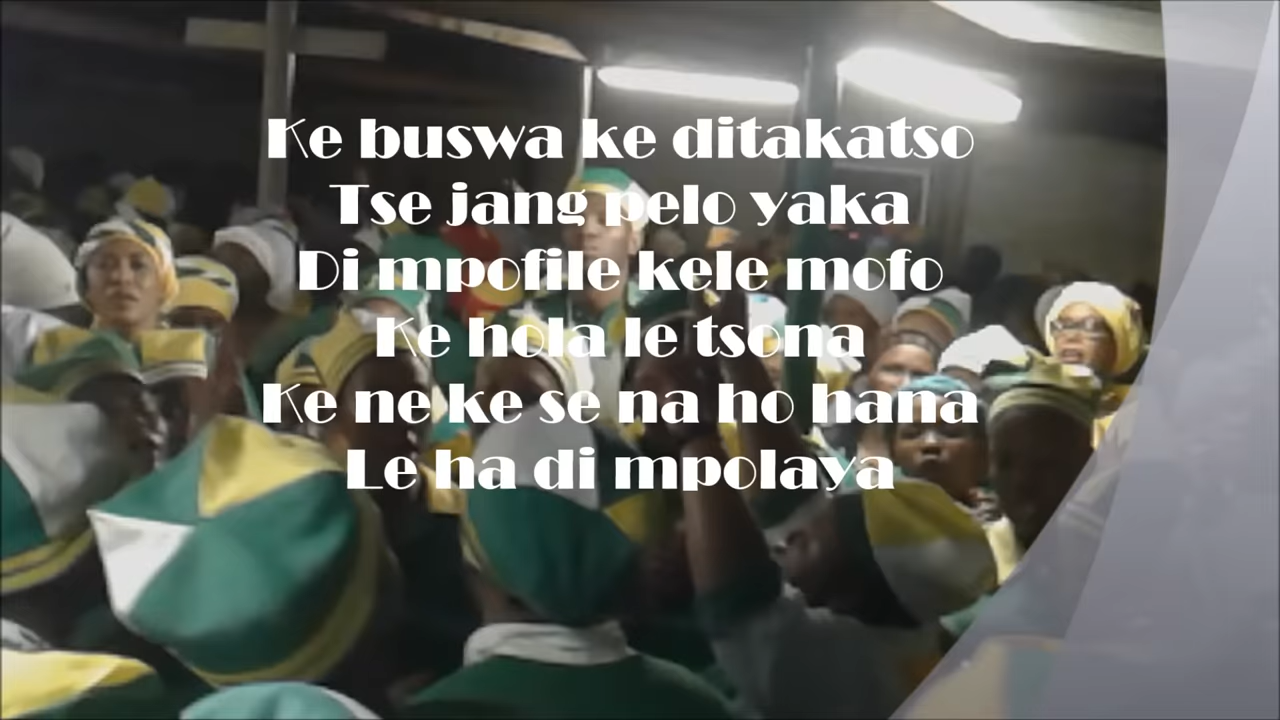 Ke buswa ke ditakatso
Tse jang pelo yaka
Di mpofile kele mofo
Ke hola le tsona
Ke ne ke se na ho hana
Le ha di mpolaya